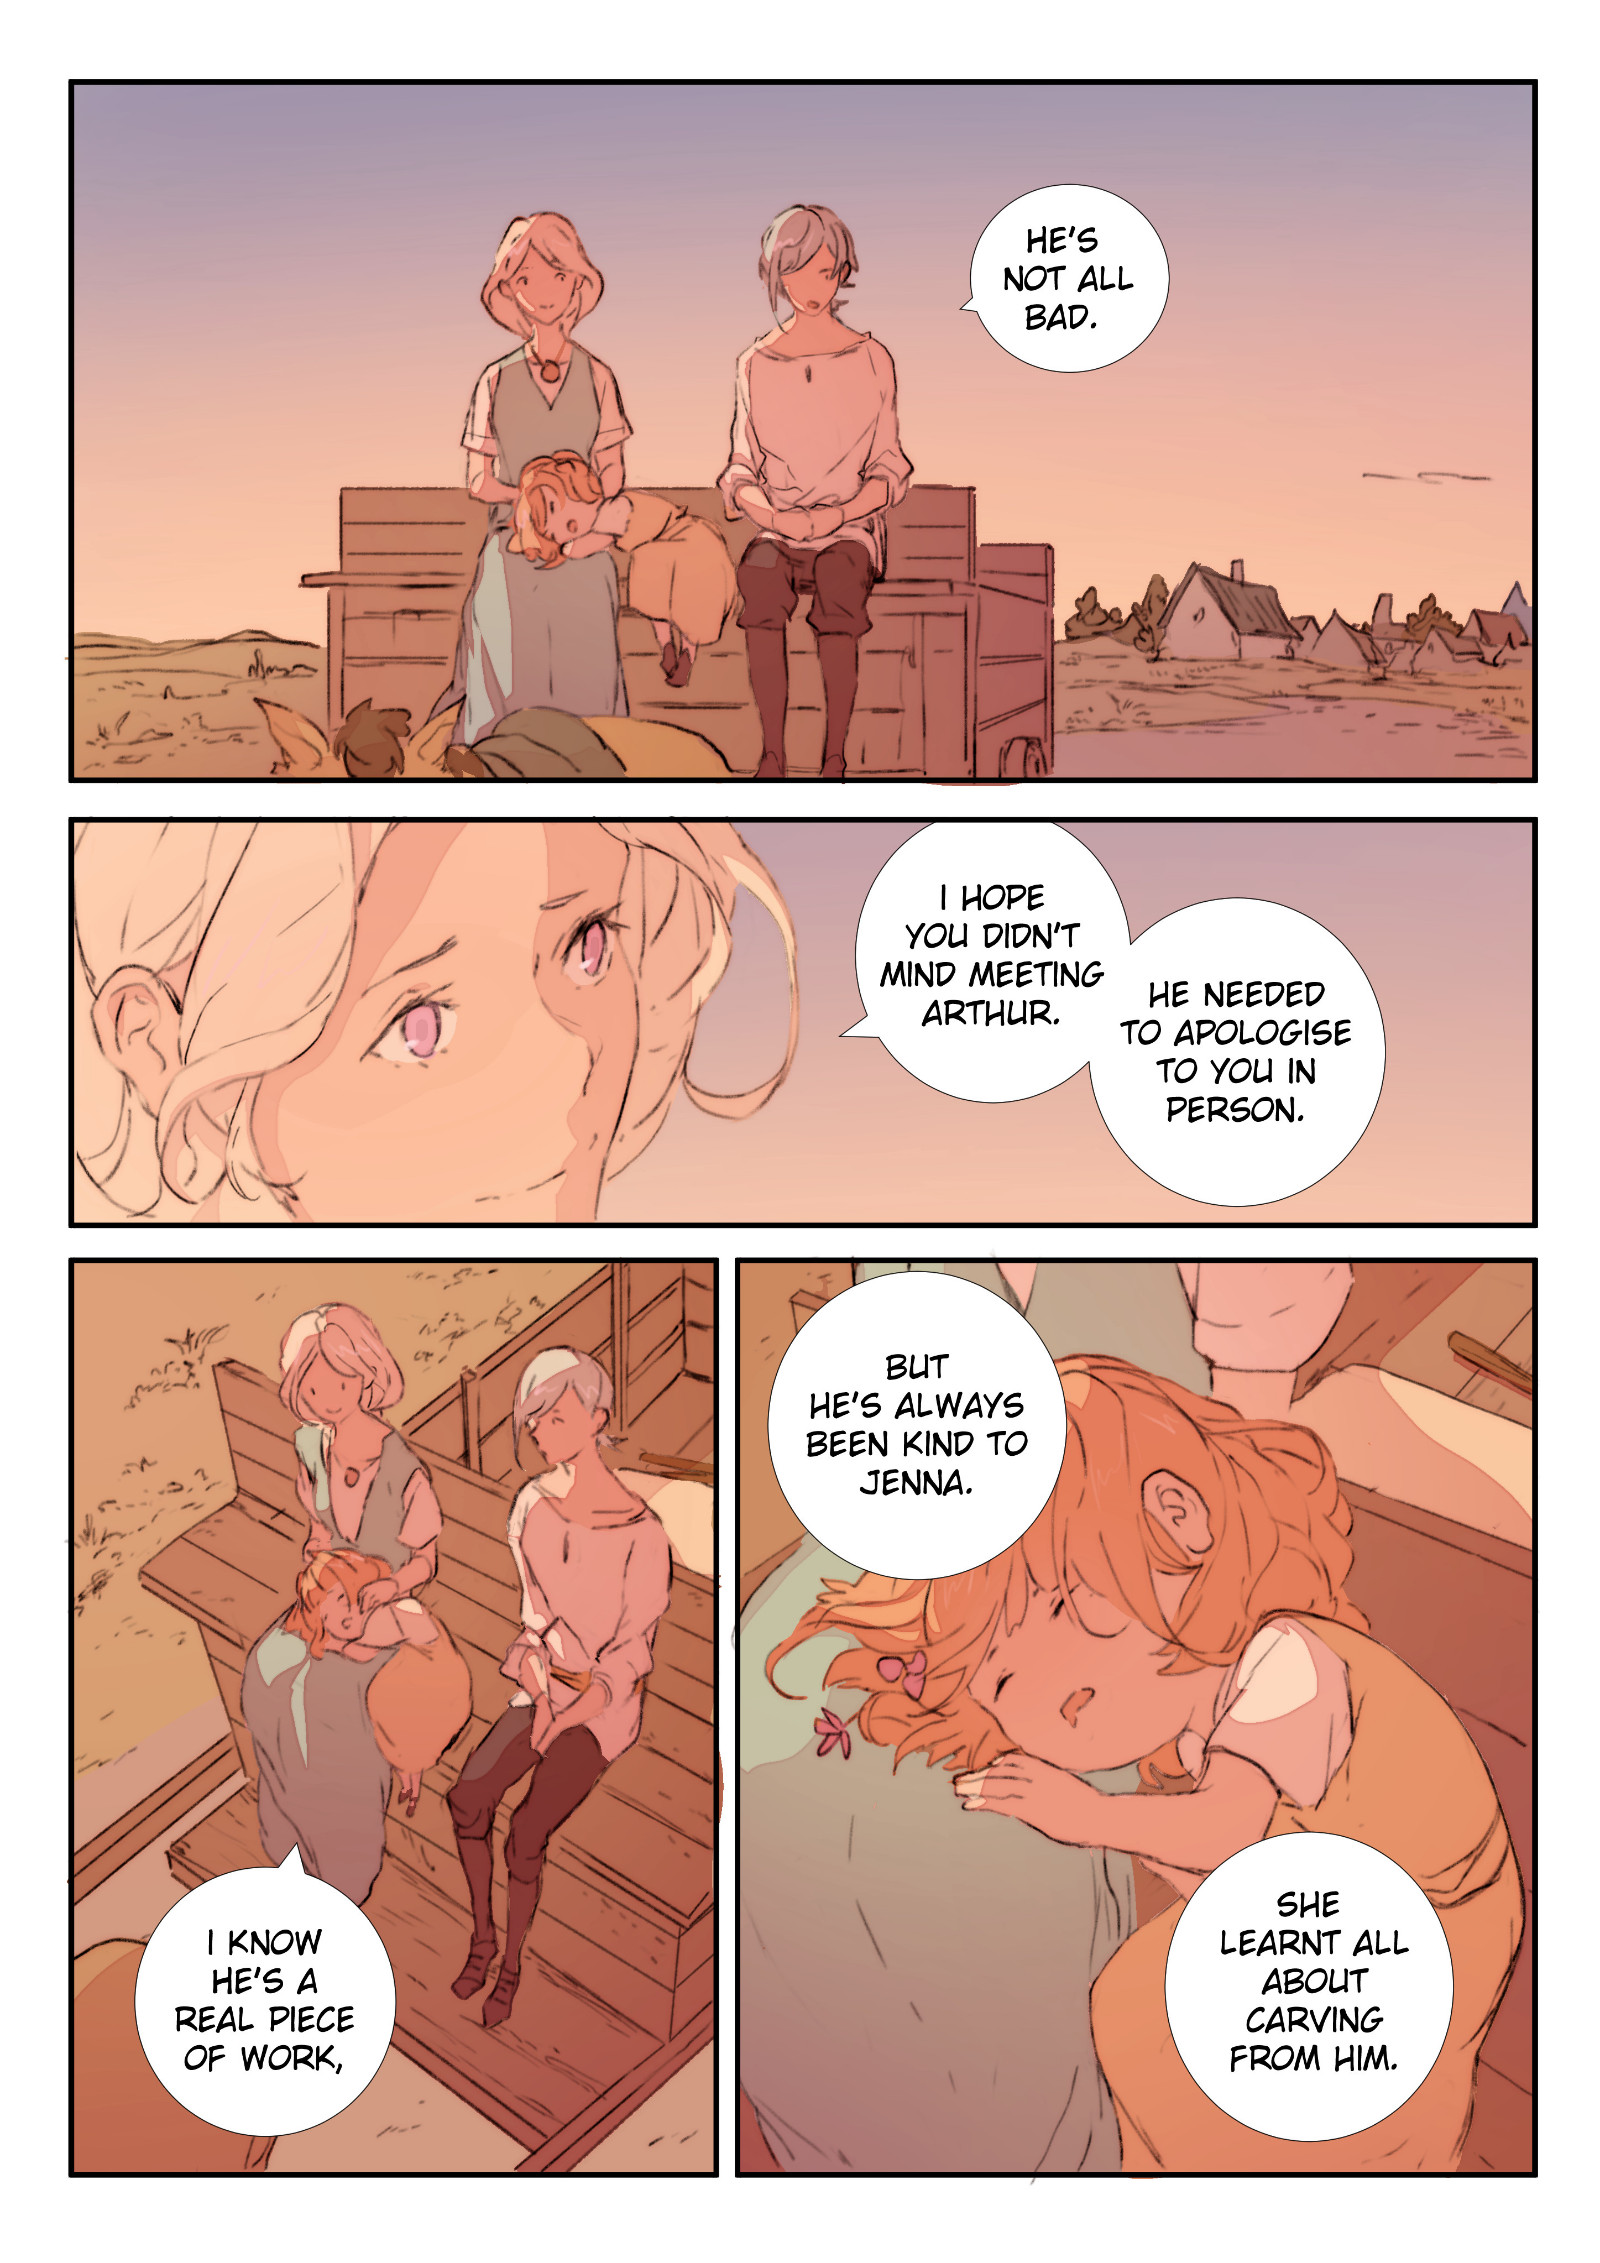 HE'S
NOT ALL
BAD.
I HOPE
YOU DIDN'T
MIND MEETING
ARTHUR.
HE NEEDED
TO APOLOGISE
TO YOU IN
PERSON.
I KNOW
HE'S A
REAL PIECE
OF WORK,
BUT
HE'S ALWAYS
BEEN KIND TO
JENNA.
SHE
LEARNT ALL
ABOUT
CARVING
FROM HIM.